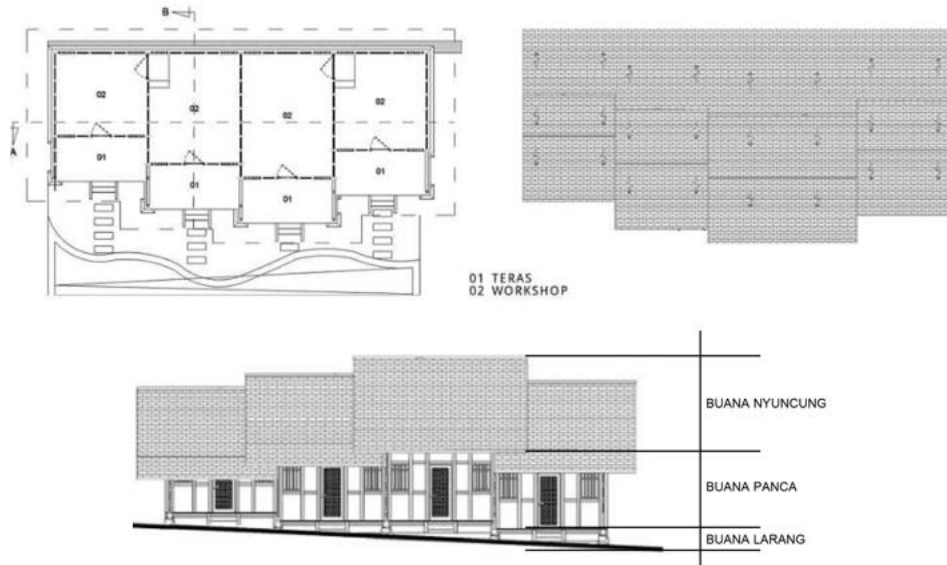 B
02
02
02
02
A
01
01
01
01
01 TERAS
02 WORKSHOP
BUANA NYUNCUNG
BUANA PANCA
BUANA LARANG